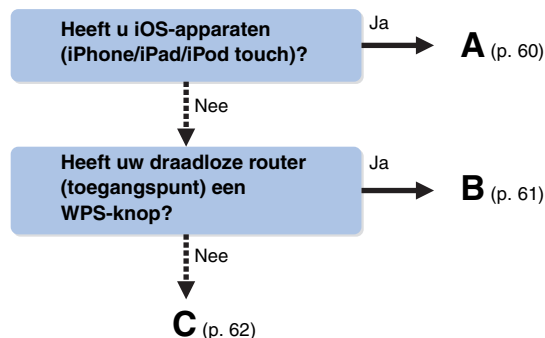 Heeft u iOS-apparaten
(iPhone/iPad/iPod touch)?
Ja
A (p. 60)
Nee
Heeft uw draadloze router
(toegangspunt) een
WPS-knop?
Ja
B (p. 61)
Nee
C (p. 62)